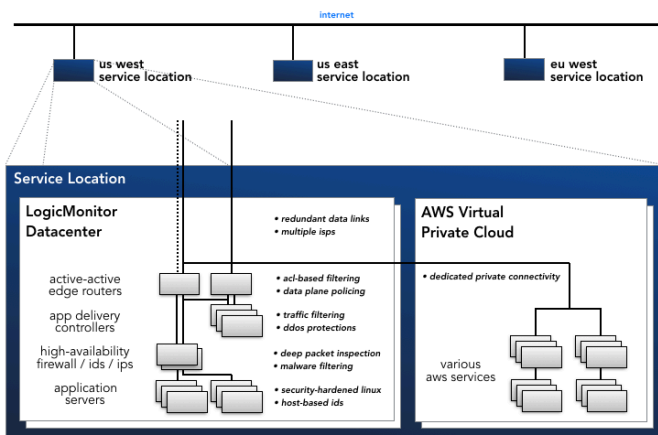 internet
us west
service location
us east
service location
eu west
service location
Service Location
LogicMonitor
Datacenter
• redundant data links
• multiple isps
AWS Virtual
Private Cloud
active-active
edge routers
• acl-based filtering
• data plane policing
• dedicated private connectivity
app delivery
controllers
• traffic filtering
• ddos protections
high-availability
firewall / ids / ips
• deep packet inspection
• malware filtering
various
aws services
application
servers
• security-hardened linux
• host-based ids